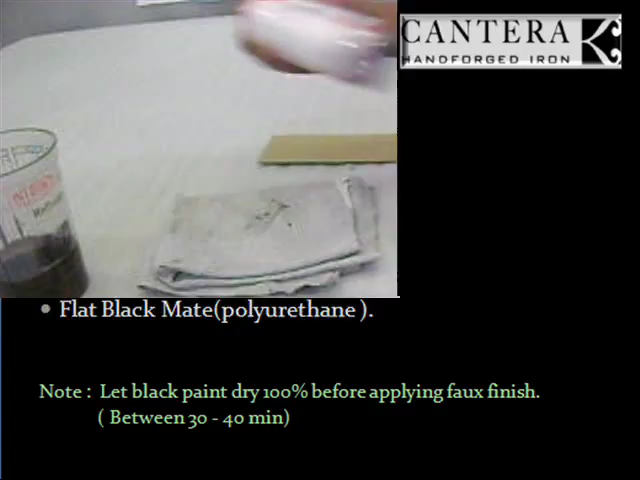 CANTERA
HANDFORGED IRON
• Flat Black Mate(polyurethane ).
Note : Let black paint dry 100% before applying faux finish.
( Between 30 - 40 min)